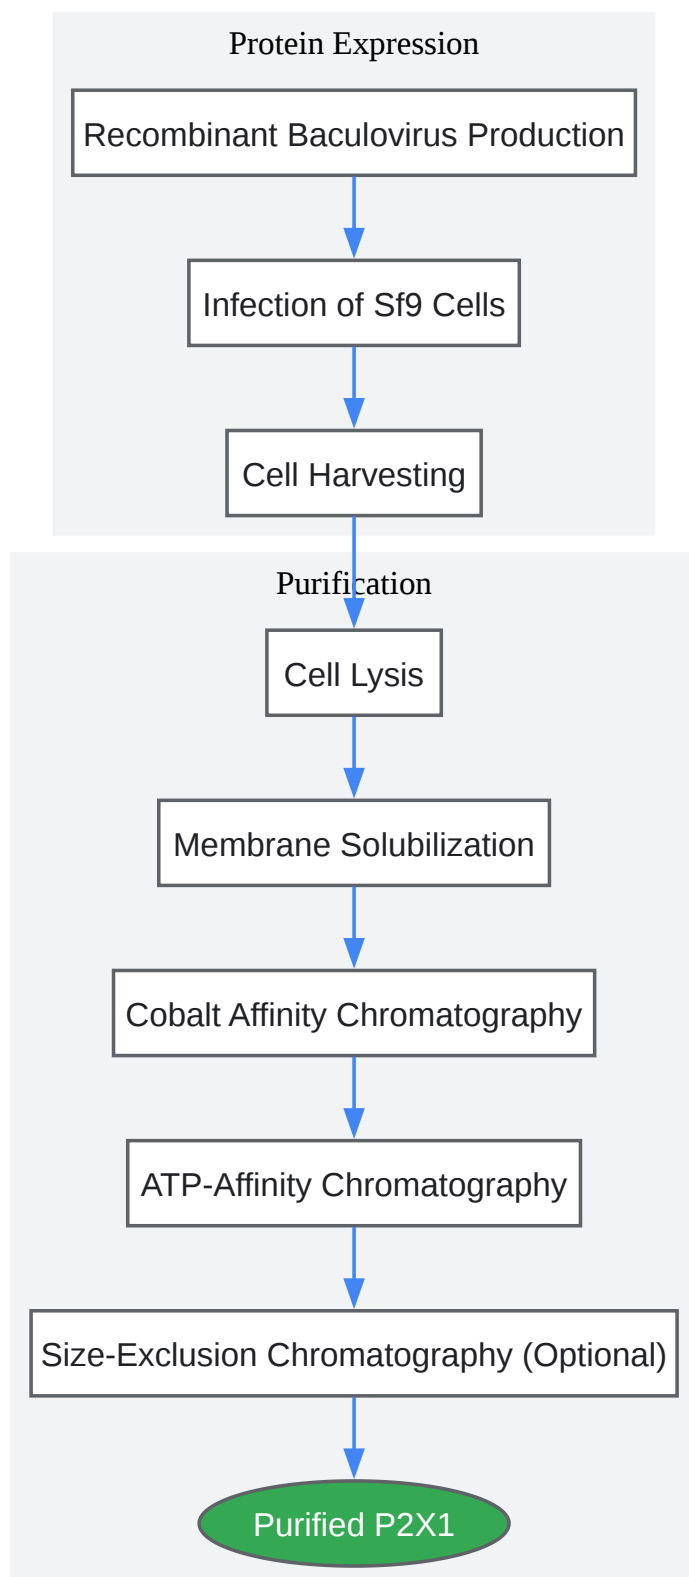 Protein Expression
Recombinant Baculovirus Production
Infection of Sf9 Cells
Cell Harvesting
Purification
Cell Lysis
Membrane Solubilization
Cobalt Affinity Chromatography
ATP-Affinity Chromatography
Size-Exclusion Chromatography (Optional)
Purified P2X1